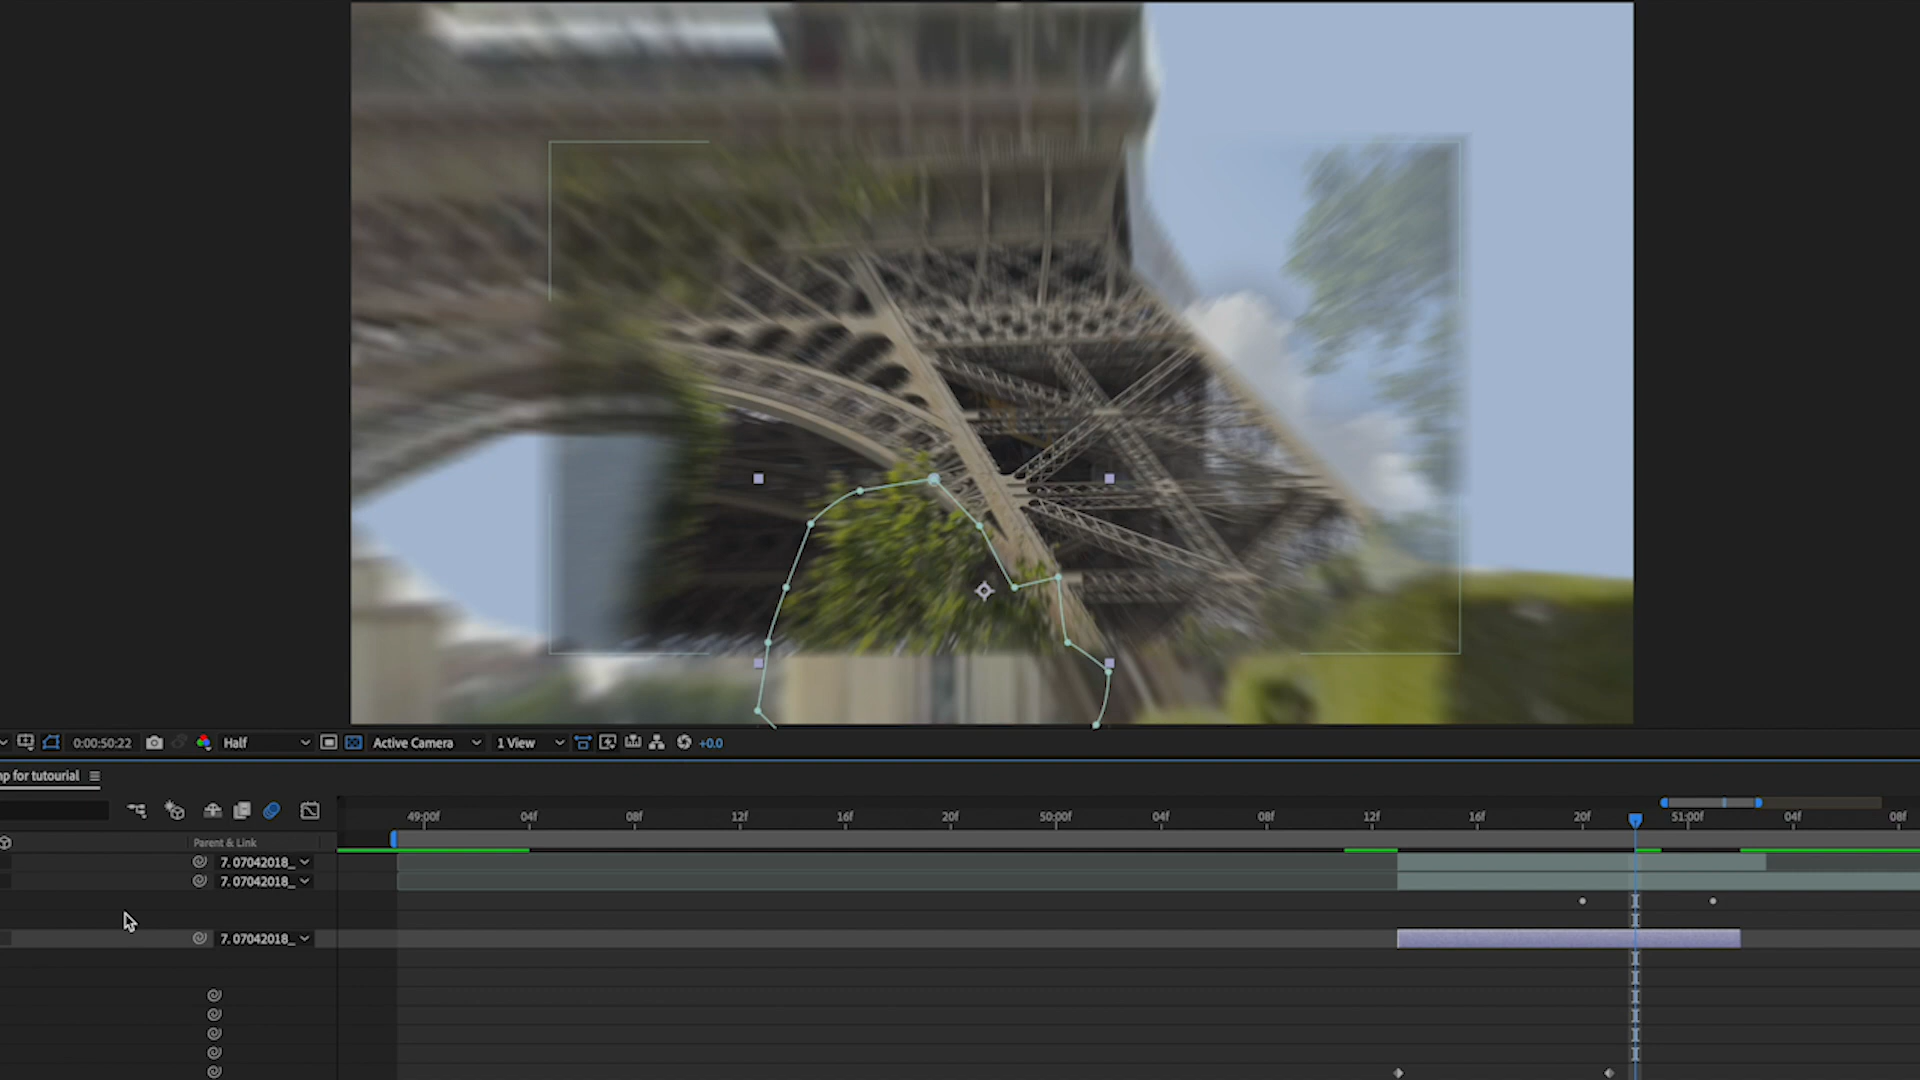 0:00:50:22
Half
Active Camera
1 View
+0.0
np for tutourial
49:00f 04f 08f 12f 16f 20f 50:00f 04f 08f 12f 16f 20f 51:00f 04f 08f
Parent & Link
7. 07042018_
7. 07042018_
7. 07042018_